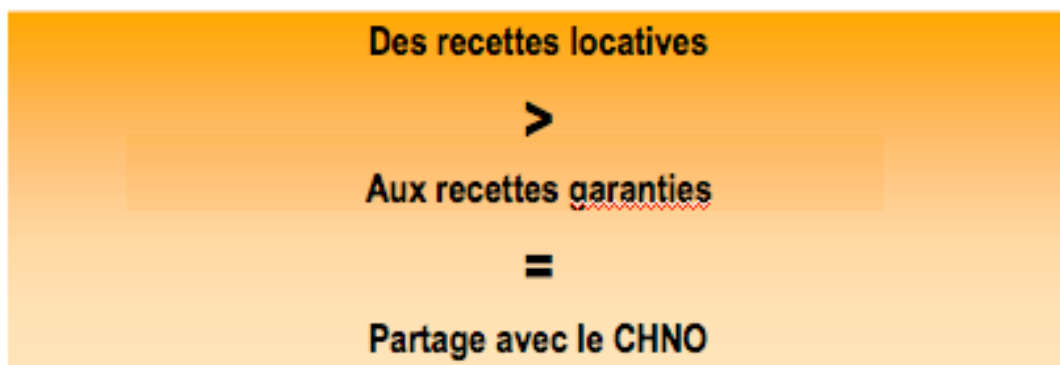 Des recettes locatives
>
Aux recettes garanties
=
Partage avec le CHNO